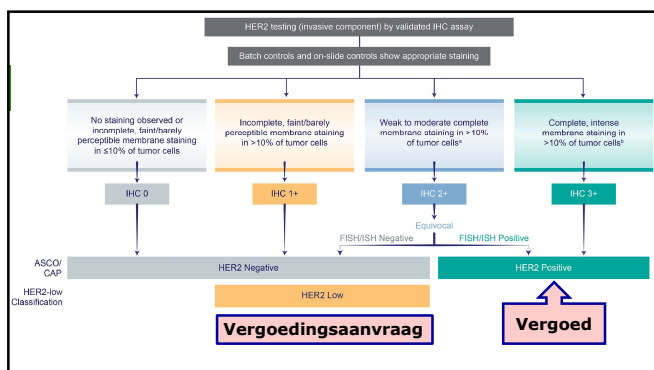 HER2 testing (invasive component) by validated IHC assay
Batch controls and on-slide controls show appropriate staining
No staining observed or
incomplete, faint/barely
perceptible membrane staining
in ≤10% of tumor cells
Incomplete, faint/barely
perceptible membrane staining
in >10% of tumor cells
Weak to moderate complete
membrane staining in >10%
of tumor cellsᵃ
Complete, intense
membrane staining in
>10% of tumor cellsᵇ
IHC 0
IHC 1+
IHC 2+
IHC 3+
Equivocal
FISH/ISH Negative
FISH/ISH Positive
ASCO/
CAP
HER2 Negative
HER2 Positive
HER2-low
Classification
HER2 Low
Vergoedingsaanvraag
Vergoed